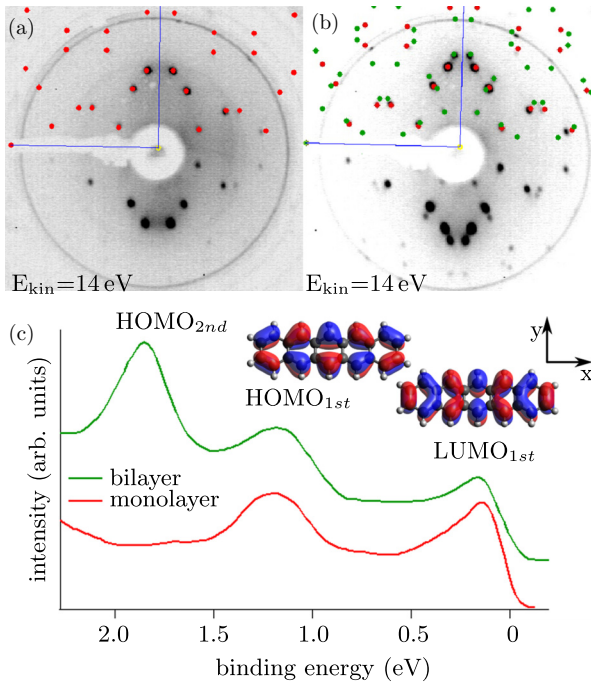 (a)
(b)
E_kin=14 eV
E_kin=14 eV
(c)
HOMO_2nd
HOMO_1st
LUMO_1st
y
x
bilayer
monolayer
intensity (arb. units)
2.0 1.5 1.0 0.5 0
binding energy (eV)